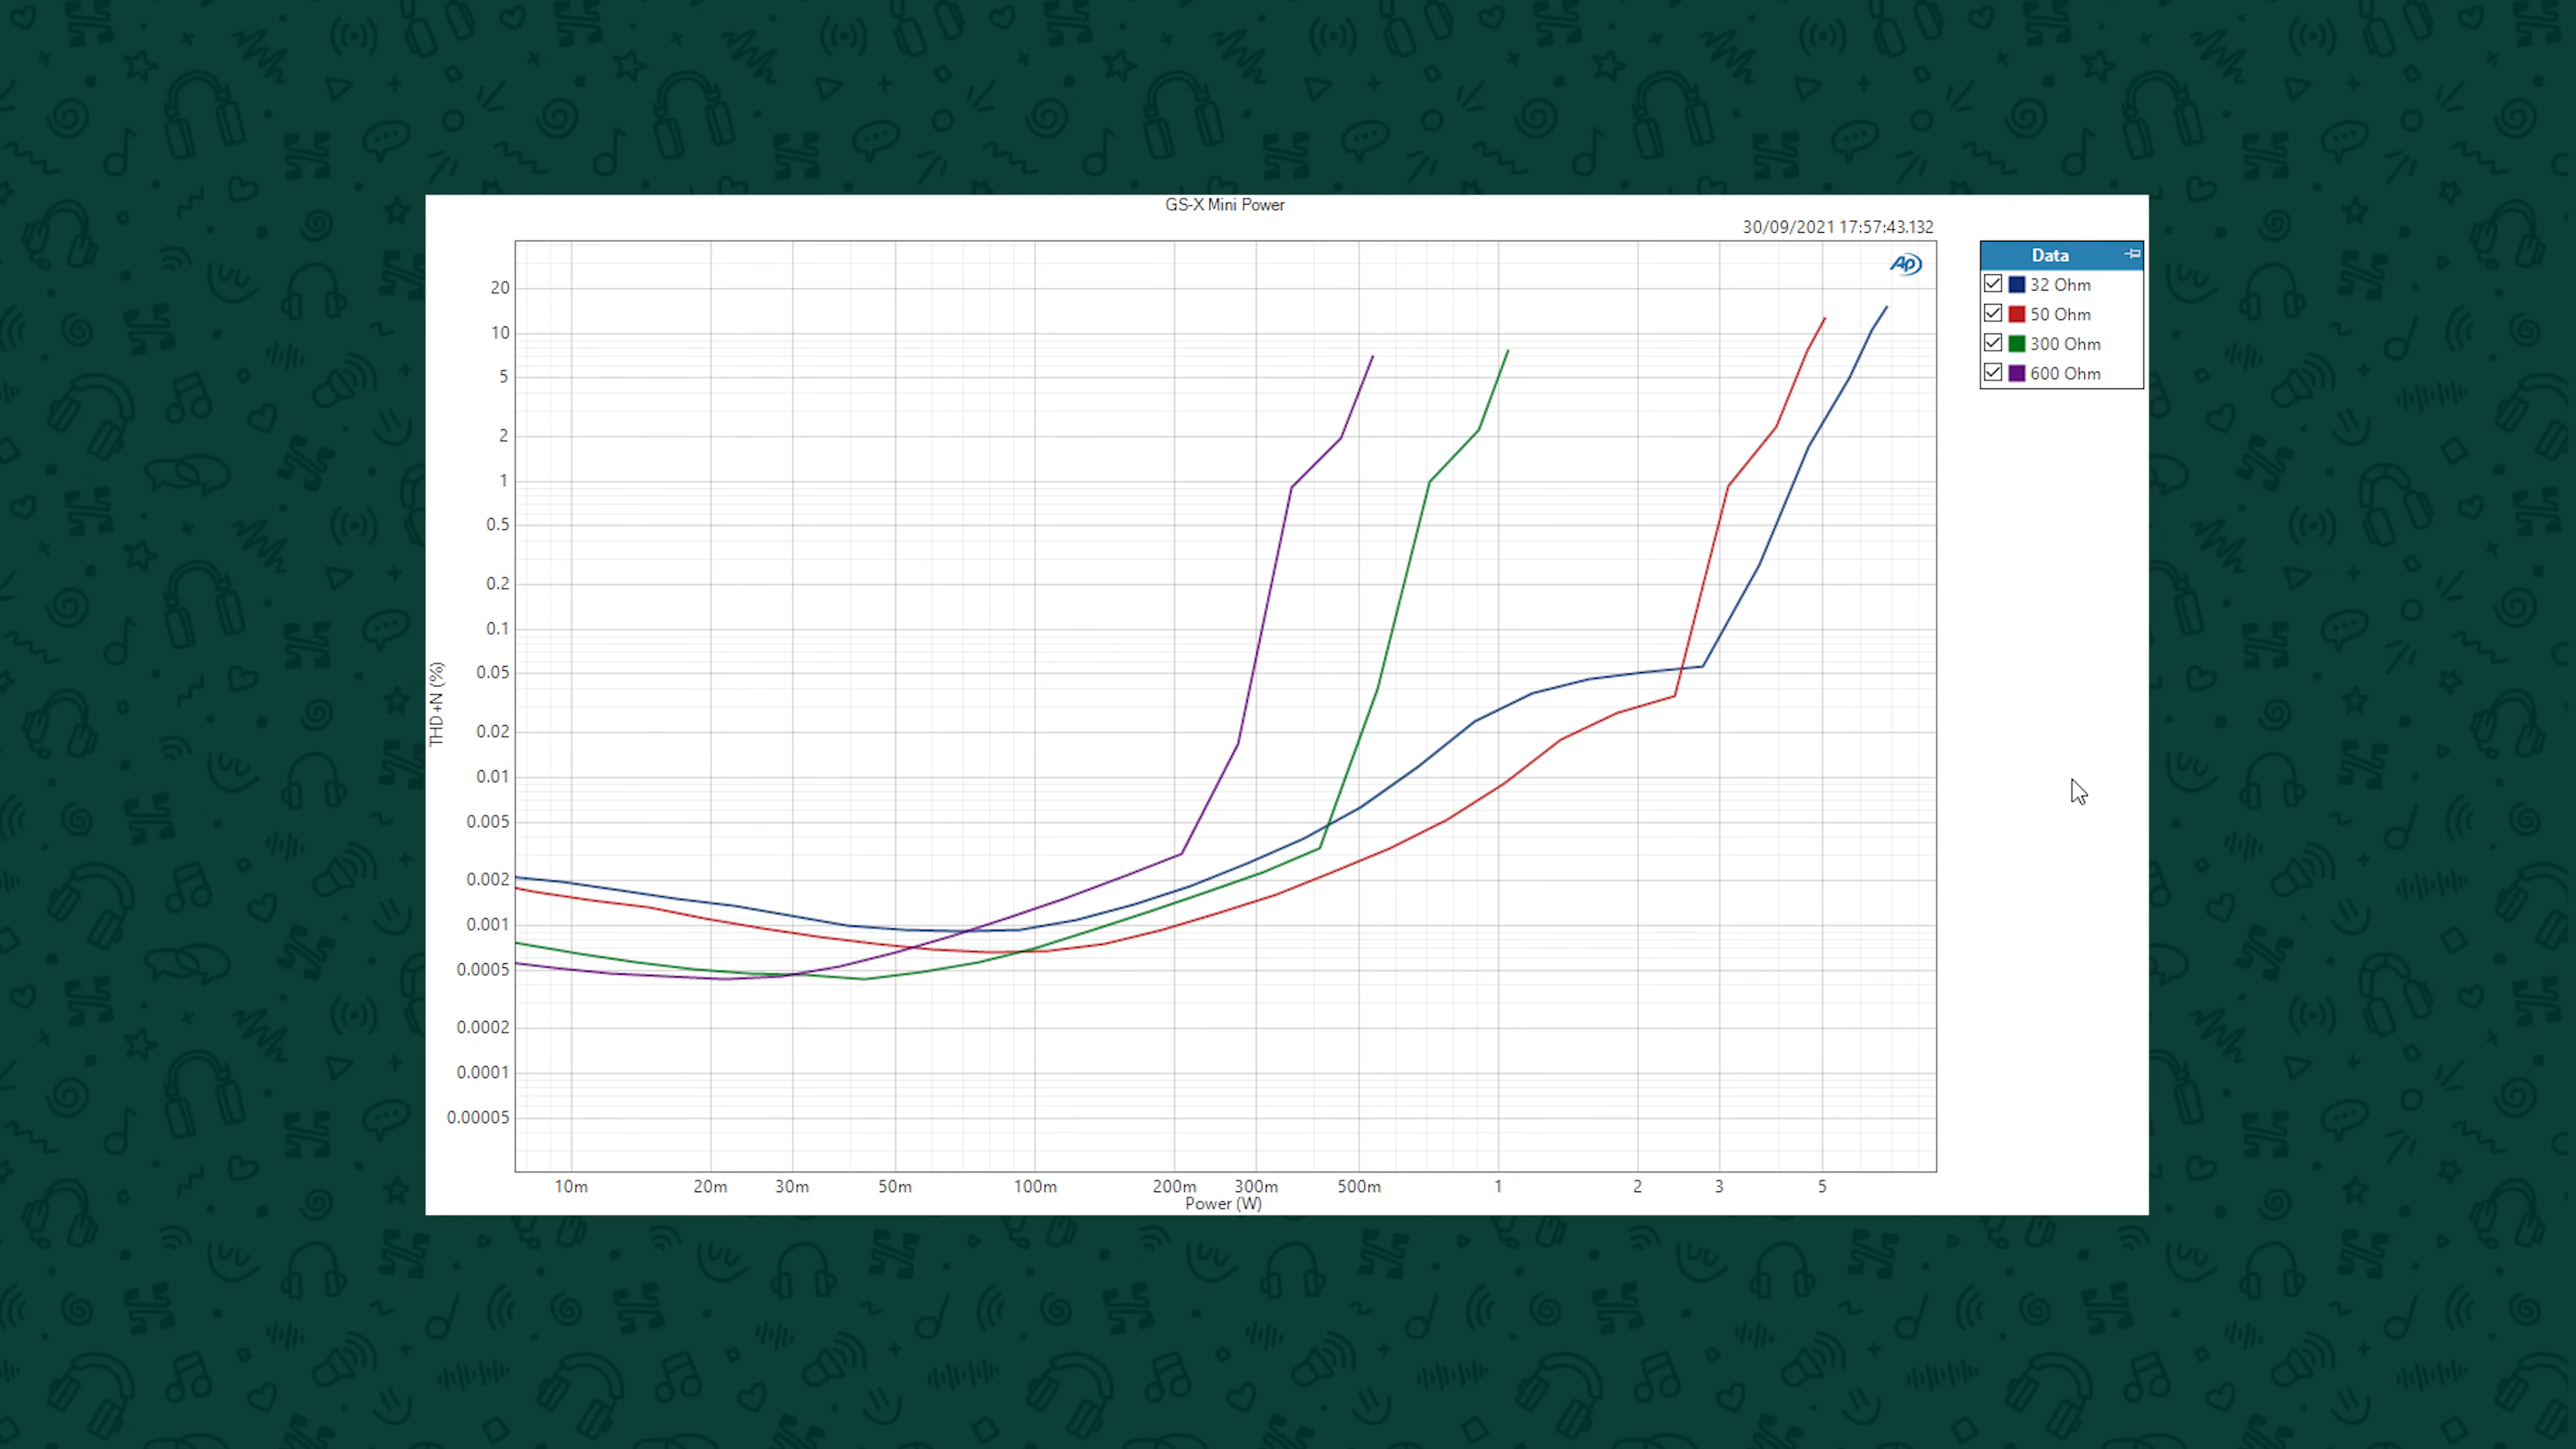 GS-X Mini Power
30/09/2021 17:57:43.132
AP
Data
32 Ohm
50 Ohm
300 Ohm
600 Ohm
THD+N (%)
20
10
5
2
1
0.5
0.2
0.1
0.05
0.02
0.01
0.005
0.002
0.001
0.0005
0.0002
0.0001
0.00005
10m 20m 30m 50m 100m 200m 300m 500m 1 2 3 5
Power (W)